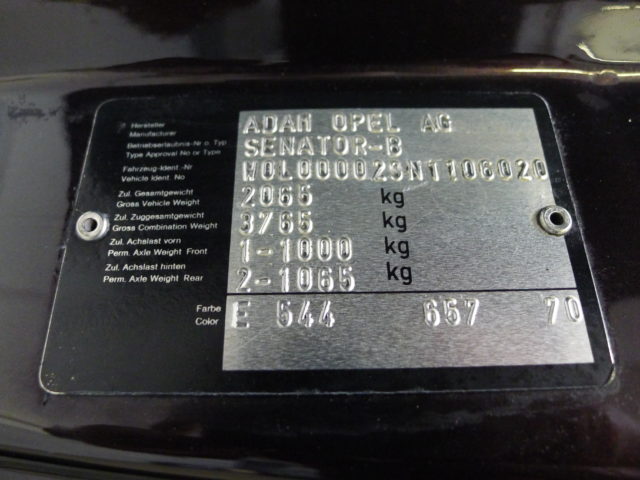 Hersteller ADAM OPEL AG
Manufacturer
Betriebserlaubnis-Nr o. Typ SENATOR-B
Type Approval No or Type
Fahrzeug-Ident.-Nr W0L000029N1106020
Vehicle Ident. No
Zul. Gesamtgewicht 2065 kg
Gross Vehicle Weight
Zul. Zuggesamtgewicht 3765 kg
Gross Combination Weight
Zul. Achslast vorn 1-1000 kg
Perm. Axle Weight Front
Zul. Achslast hinten 2-1065 kg
Perm. Axle Weight Rear
Farbe E 544 657 70
Color